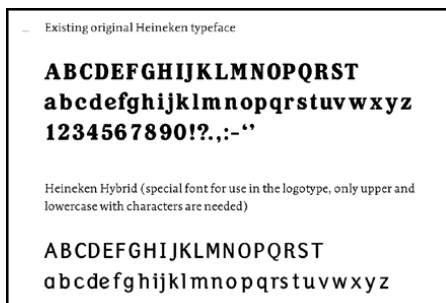 Existing original Heineken typeface
ABCDEFGHIJKLMNOPQRST
abcdefghijklmnopqrstuvwxyz
1234567890!?.,:-‘’
Heineken Hybrid (special font for use in the logotype, only upper and
lowercase with characters are needed)
ABCDEFGHIJKLMNOPQRST
abcdefghijklmnopqrstuvwxyz